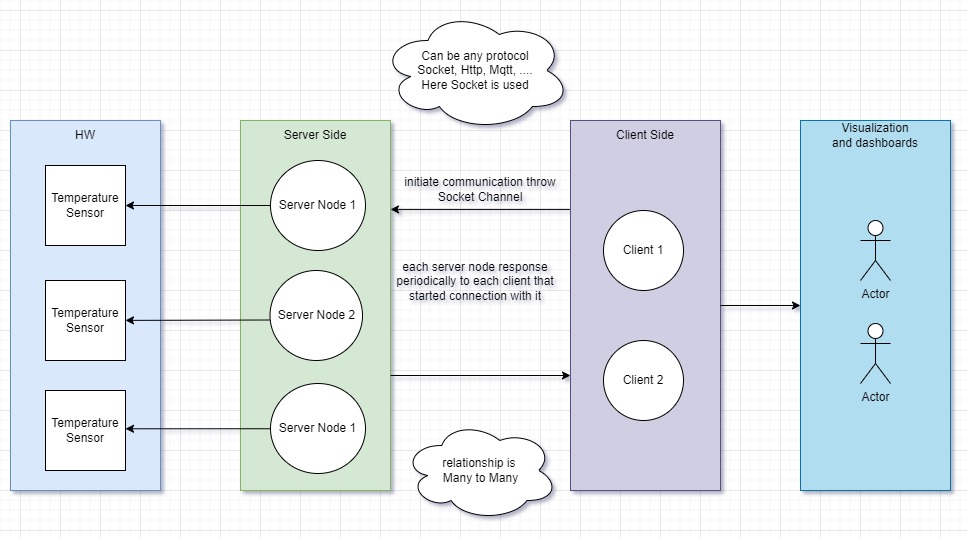 Can be any protocol
Socket, Http, Mqtt, ....
Here Socket is used
HW
Temperature
Sensor
Temperature
Sensor
Temperature
Sensor
Server Side
Server Node 1
Server Node 2
Server Node 1
initiate communication throw
Socket Channel
each server node response
periodically to each client that
started connection with it
relationship is
Many to Many
Client Side
Client 1
Client 2
Visualization
and dashboards
Actor
Actor